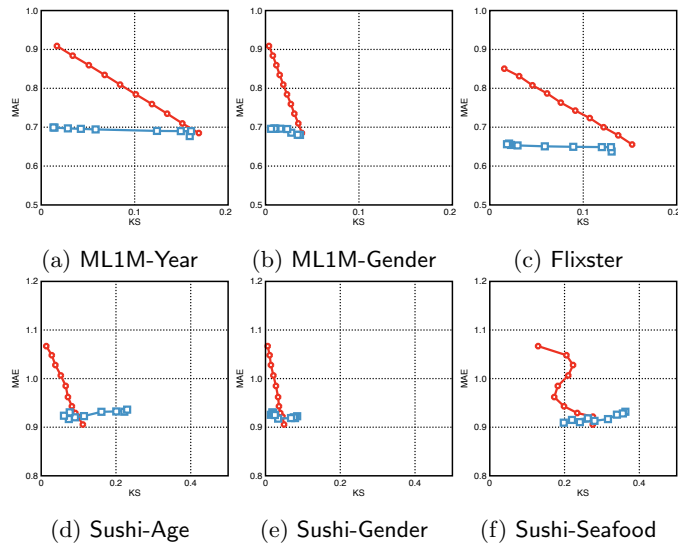 1.0
0.9
0.8
0.7
0.6
0.5
MAE
0 0.1 0.2
KS
(a) ML1M-Year
1.0
0.9
0.8
0.7
0.6
0.5
MAE
0 0.1 0.2
KS
(b) ML1M-Gender
1.0
0.9
0.8
0.7
0.6
0.5
MAE
0 0.1 0.2
KS
(c) Flixster
1.2
1.1
1.0
0.9
0.8
MAE
0 0.2 0.4
KS
(d) Sushi-Age
1.2
1.1
1.0
0.9
0.8
MAE
0 0.2 0.4
KS
(e) Sushi-Gender
1.2
1.1
1.0
0.9
0.8
MAE
0 0.2 0.4
KS
(f) Sushi-Seafood